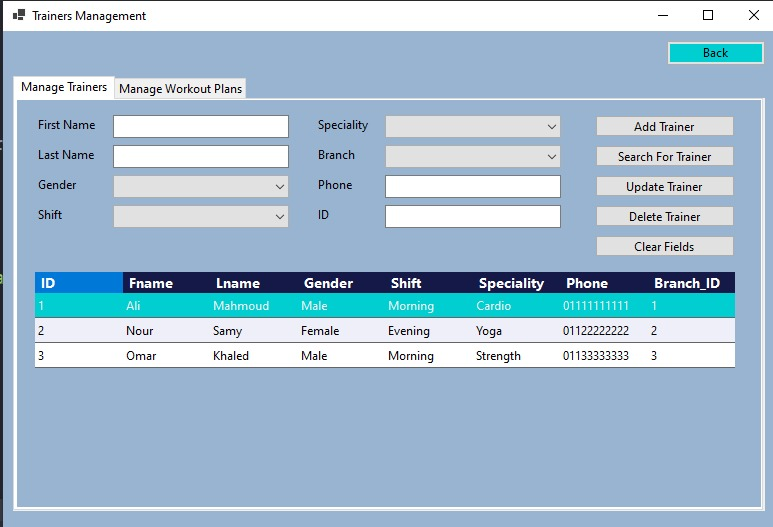 Trainers Management
Back
Manage Trainers Manage Workout Plans
First Name Speciality Add Trainer
Last Name Branch Search For Trainer
Gender Phone Update Trainer
Shift ID Delete Trainer
Clear Fields
ID Fname Lname Gender Shift Speciality Phone Branch_ID
1 Ali Mahmoud Male Morning Cardio 01111111111 1
2 Nour Samy Female Evening Yoga 01122222222 2
3 Omar Khaled Male Morning Strength 01133333333 3